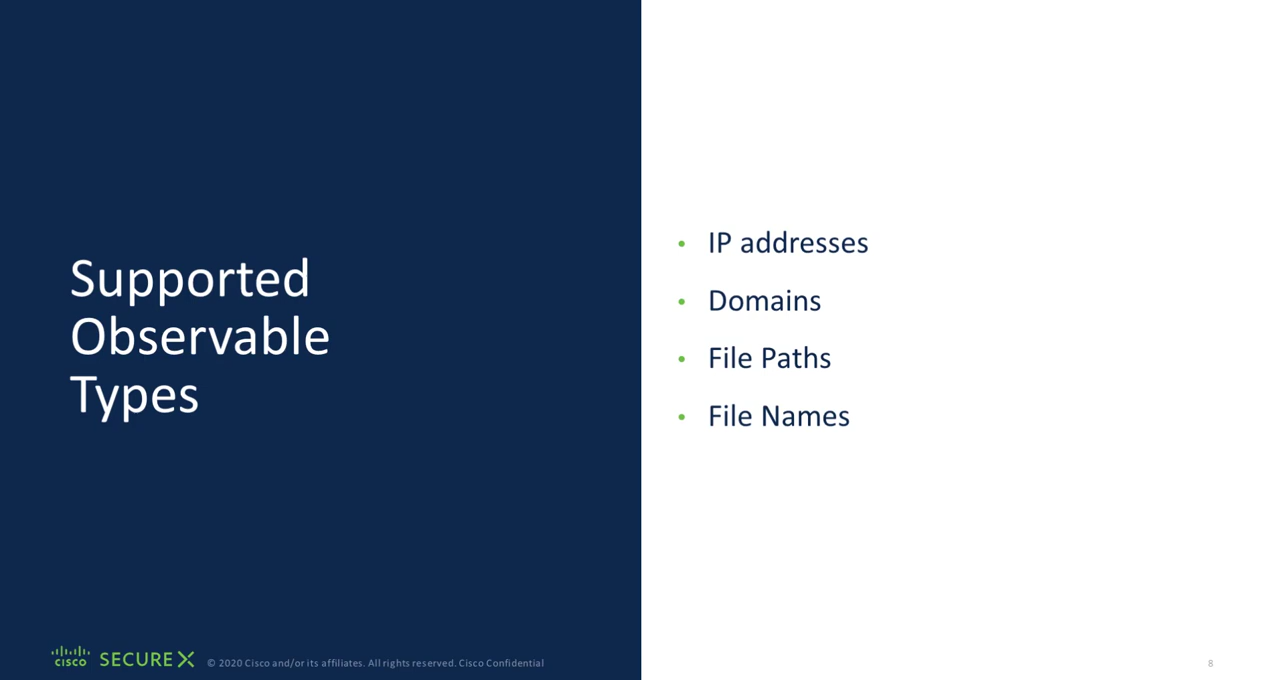 Supported
Observable
Types
• IP addresses
• Domains
• File Paths
• File Names
CISCO SECUREX © 2020 Cisco and/or its affiliates. All rights reserved. Cisco Confidential
8